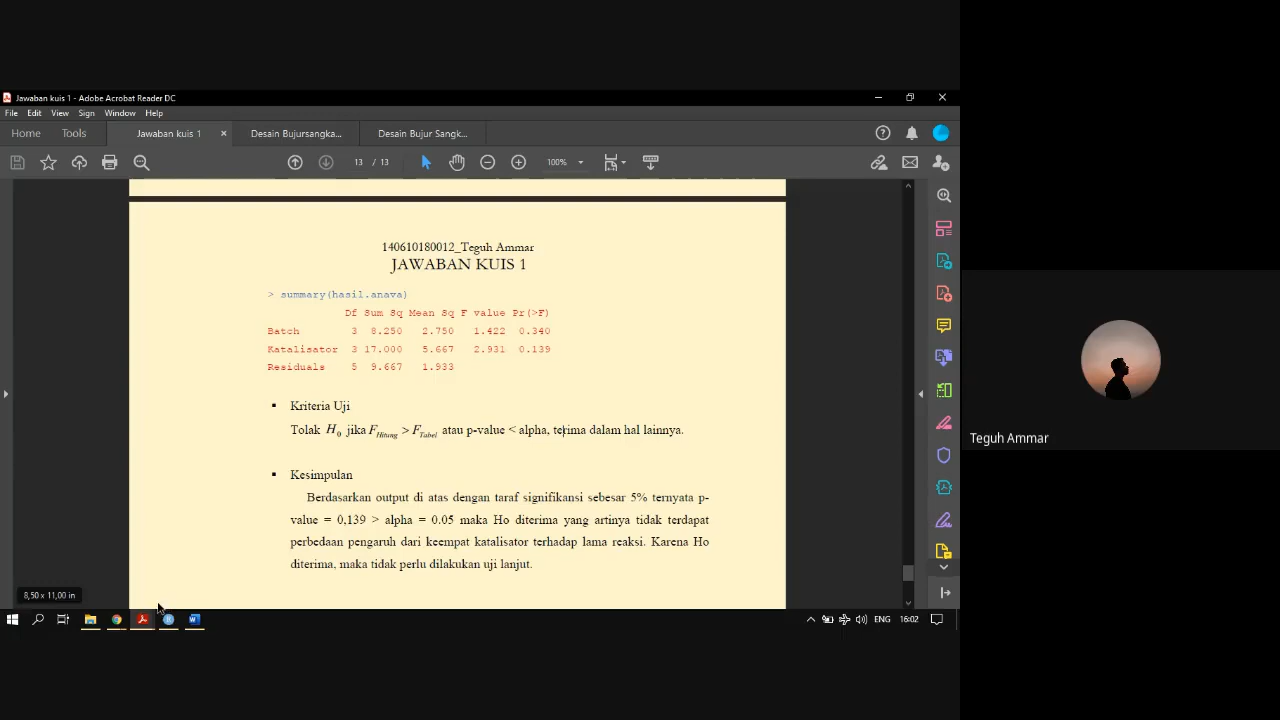 Jawaban kuis 1 - Adobe Acrobat Reader DC
File Edit View Sign Window Help
Home Tools Jawaban kuis 1 × Desain Bujursangka... Desain Bujur Sangk...
13 / 13 100%
140610180012_Teguh Ammar
JAWABAN KUIS 1
> summary(hasil.anava)
Df Sum Sq Mean Sq F value Pr(>F)
Batch 3 8.250 2.750 1.422 0.340
Katalisator 3 17.000 5.667 2.931 0.139
Residuals 5 9.667 1.933
▪ Kriteria Uji
Tolak H0 jika FHitung > FTabel atau p-value < alpha, terima dalam hal lainnya.
▪ Kesimpulan
Berdasarkan output di atas dengan taraf signifikansi sebesar 5% ternyata p-
value = 0,139 > alpha = 0.05 maka Ho diterima yang artinya tidak terdapat
perbedaan pengaruh dari keempat katalisator terhadap lama reaksi. Karena Ho
diterima, maka tidak perlu dilakukan uji lanjut.
8,50 x 11,00 in
ENG 16:02
Teguh Ammar